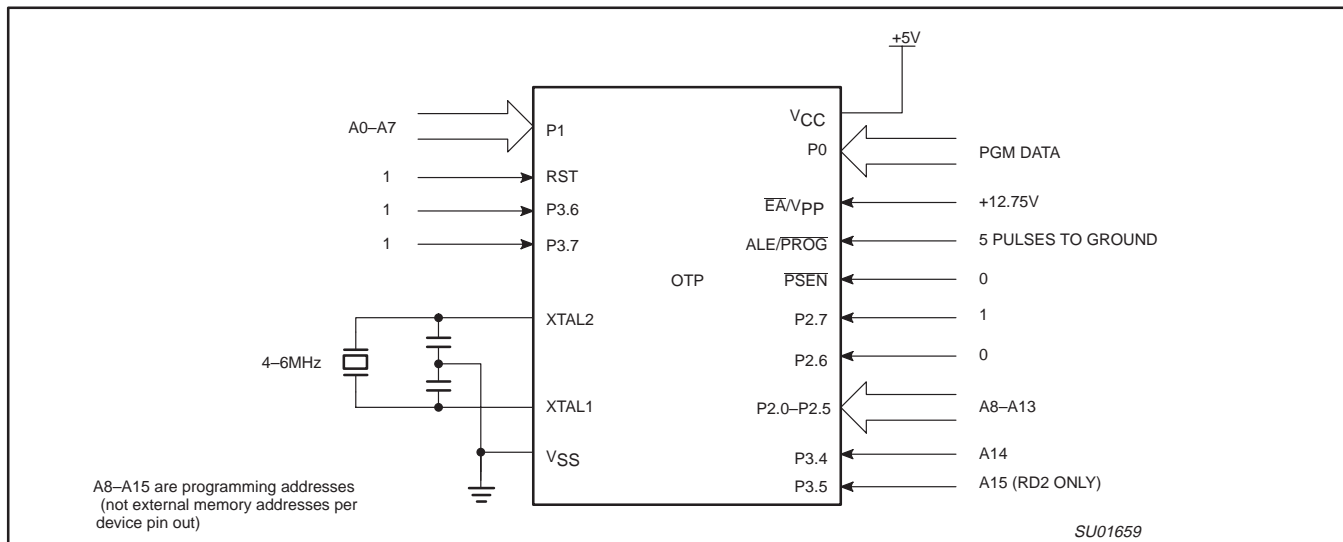 +5V
A0–A7
P1
VCC
P0
PGM DATA
1
RST
1
P3.6
EA/VPP
+12.75V
1
P3.7
ALE/PROG
5 PULSES TO GROUND
OTP
PSEN
0
XTAL2
P2.7
1
4–6MHz
P2.6
0
XTAL1
P2.0–P2.5
A8–A13
VSS
P3.4
A14
P3.5
A15 (RD2 ONLY)
A8–A15 are programming addresses
(not external memory addresses per
device pin out)
SU01659